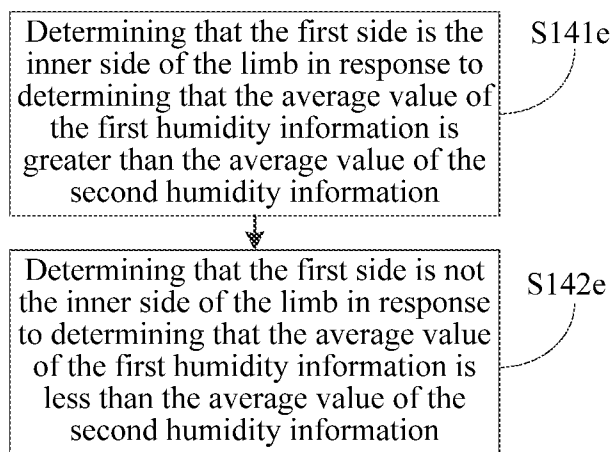 Determining that the first side is the
inner side of the limb in response to
determining that the average value of
the first humidity information is
greater than the average value of the
second humidity information
S141e
Determining that the first side is not
the inner side of the limb in response
to determining that the average value
of the first humidity information is
less than the average value of the
second humidity information
S142e